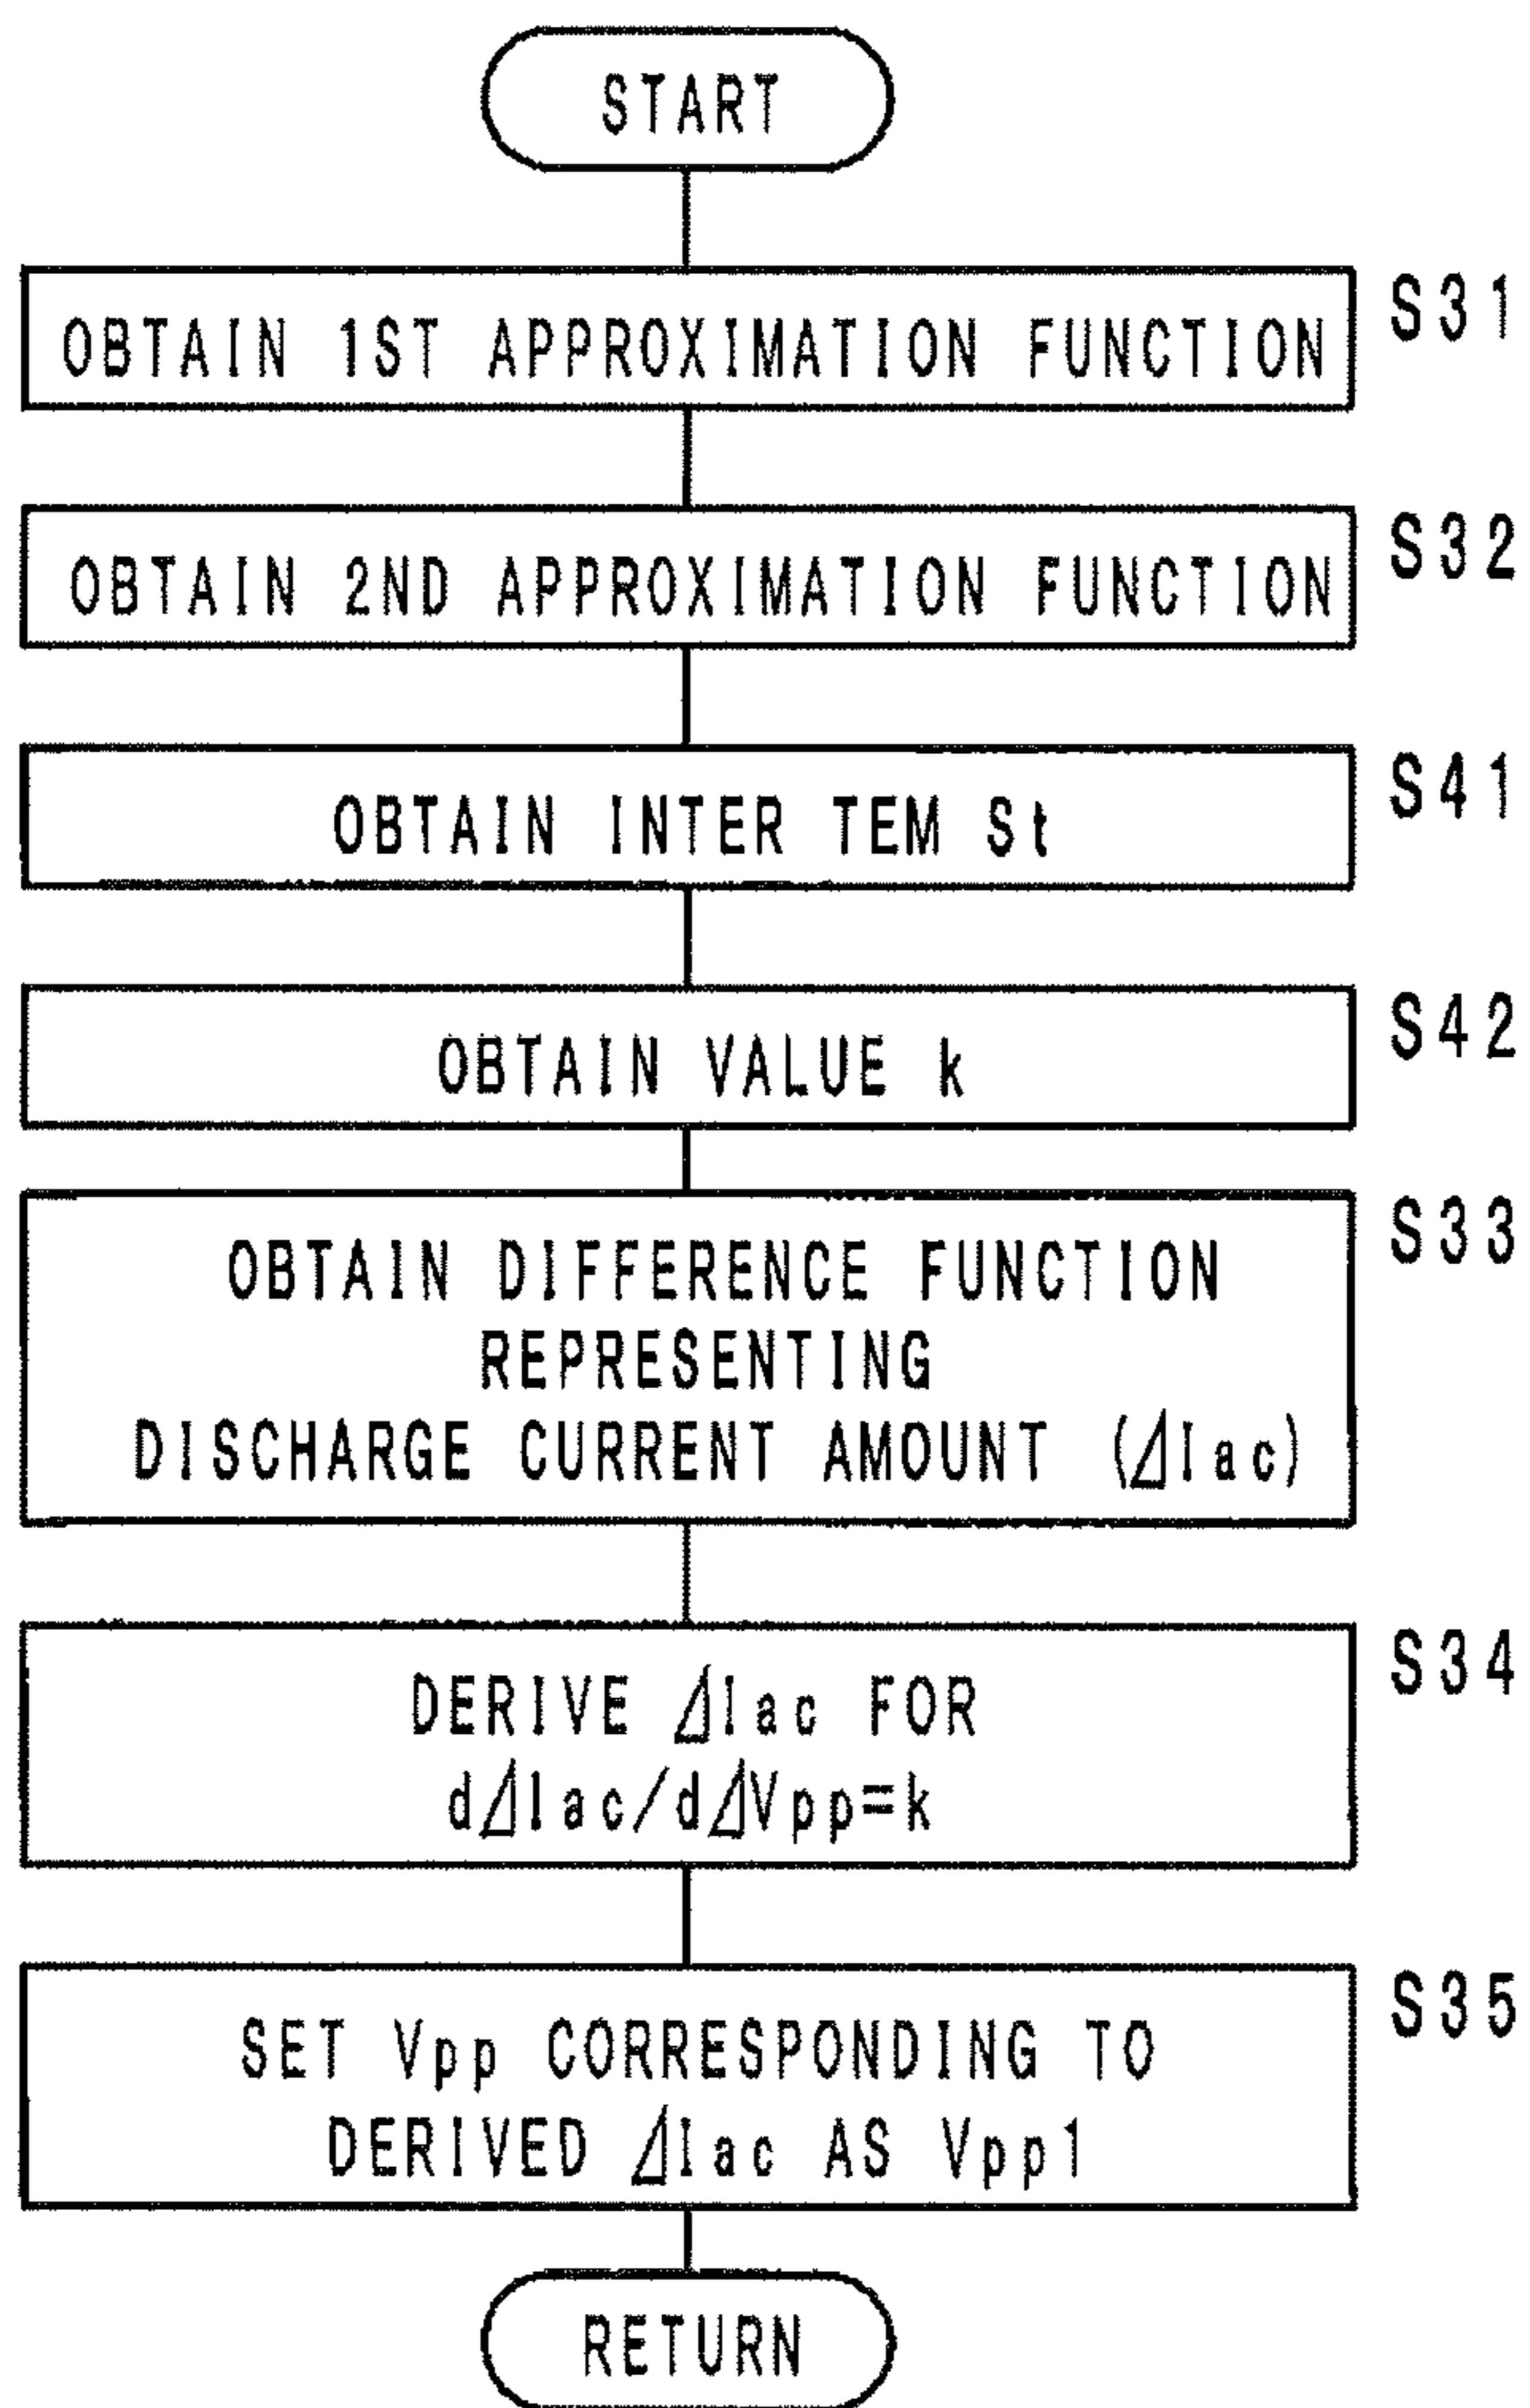 START
OBTAIN 1ST APPROXIMATION FUNCTION
S31
OBTAIN 2ND APPROXIMATION FUNCTION
S32
OBTAIN INTER TEM St
S41
OBTAIN VALUE k
S42
OBTAIN DIFFERENCE FUNCTION
REPRESENTING
DISCHARGE CURRENT AMOUNT (⊿Iac)
S33
DERIVE ⊿Iac FOR
d⊿Iac/d⊿Vpp=k
S34
SET Vpp CORRESPONDING TO
DERIVED ⊿Iac AS Vpp1
S35
RETURN